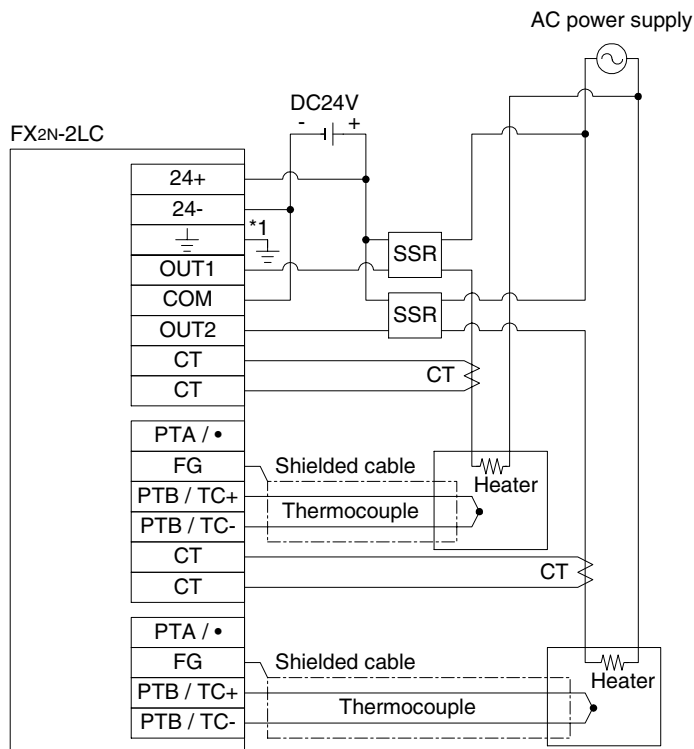 AC power supply
DC24V
- +
FX2N-2LC
24+
24-
*1
OUT1
SSR
COM
SSR
OUT2
CT
CT
CT
PTA / •
FG
Shielded cable
Heater
PTB / TC+
Thermocouple
PTB / TC-
CT
CT
CT
PTA / •
FG
Shielded cable
Heater
PTB / TC+
Thermocouple
PTB / TC-